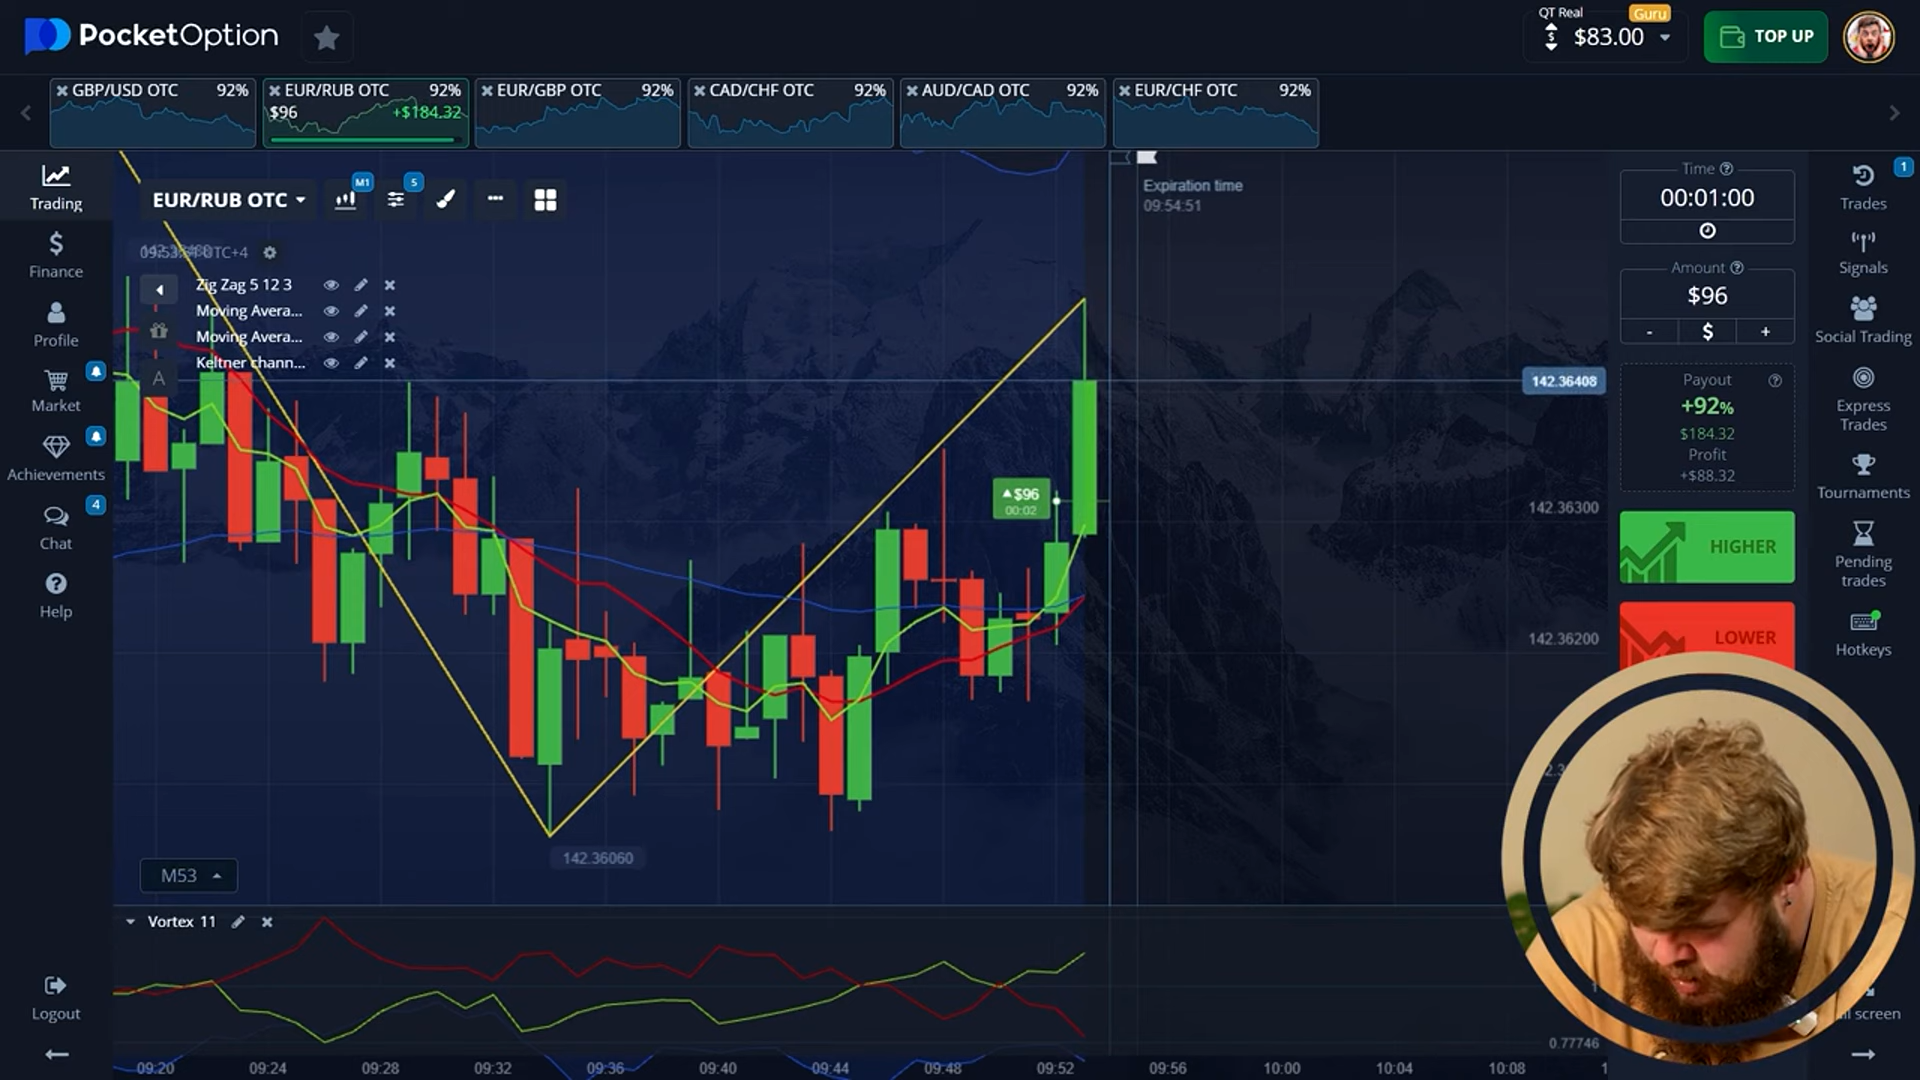 PocketOption
QT Real
Guru
$83.00
TOP UP
GBP/USD OTC 92%
EUR/RUB OTC 92%
$96 +$184.32
EUR/GBP OTC 92%
CAD/CHF OTC 92%
AUD/CAD OTC 92%
EUR/CHF OTC 92%
Trading
Finance
Profile
Market
Achievements
4
Chat
Help
Logout
EUR/RUB OTC
M1
5
UTC+4
Zig Zag 5 12 3
Moving Avera...
Moving Avera...
Keltner chann...
A
Expiration time
09:54:51
142.36408
142.36300
142.36200
$96
00:02
142.36060
M53
Vortex 11
0.77746
09:20 09:24 09:28 09:32 09:36 09:40 09:44 09:48 09:52 09:56 10:00 10:04 10:08
Time
00:01:00
Amount
$96
- $ +
Payout
+92%
$184.32
Profit
+$88.32
HIGHER
LOWER
1
Trades
Signals
Social Trading
Express
Trades
Tournaments
Pending
trades
Hotkeys
screen